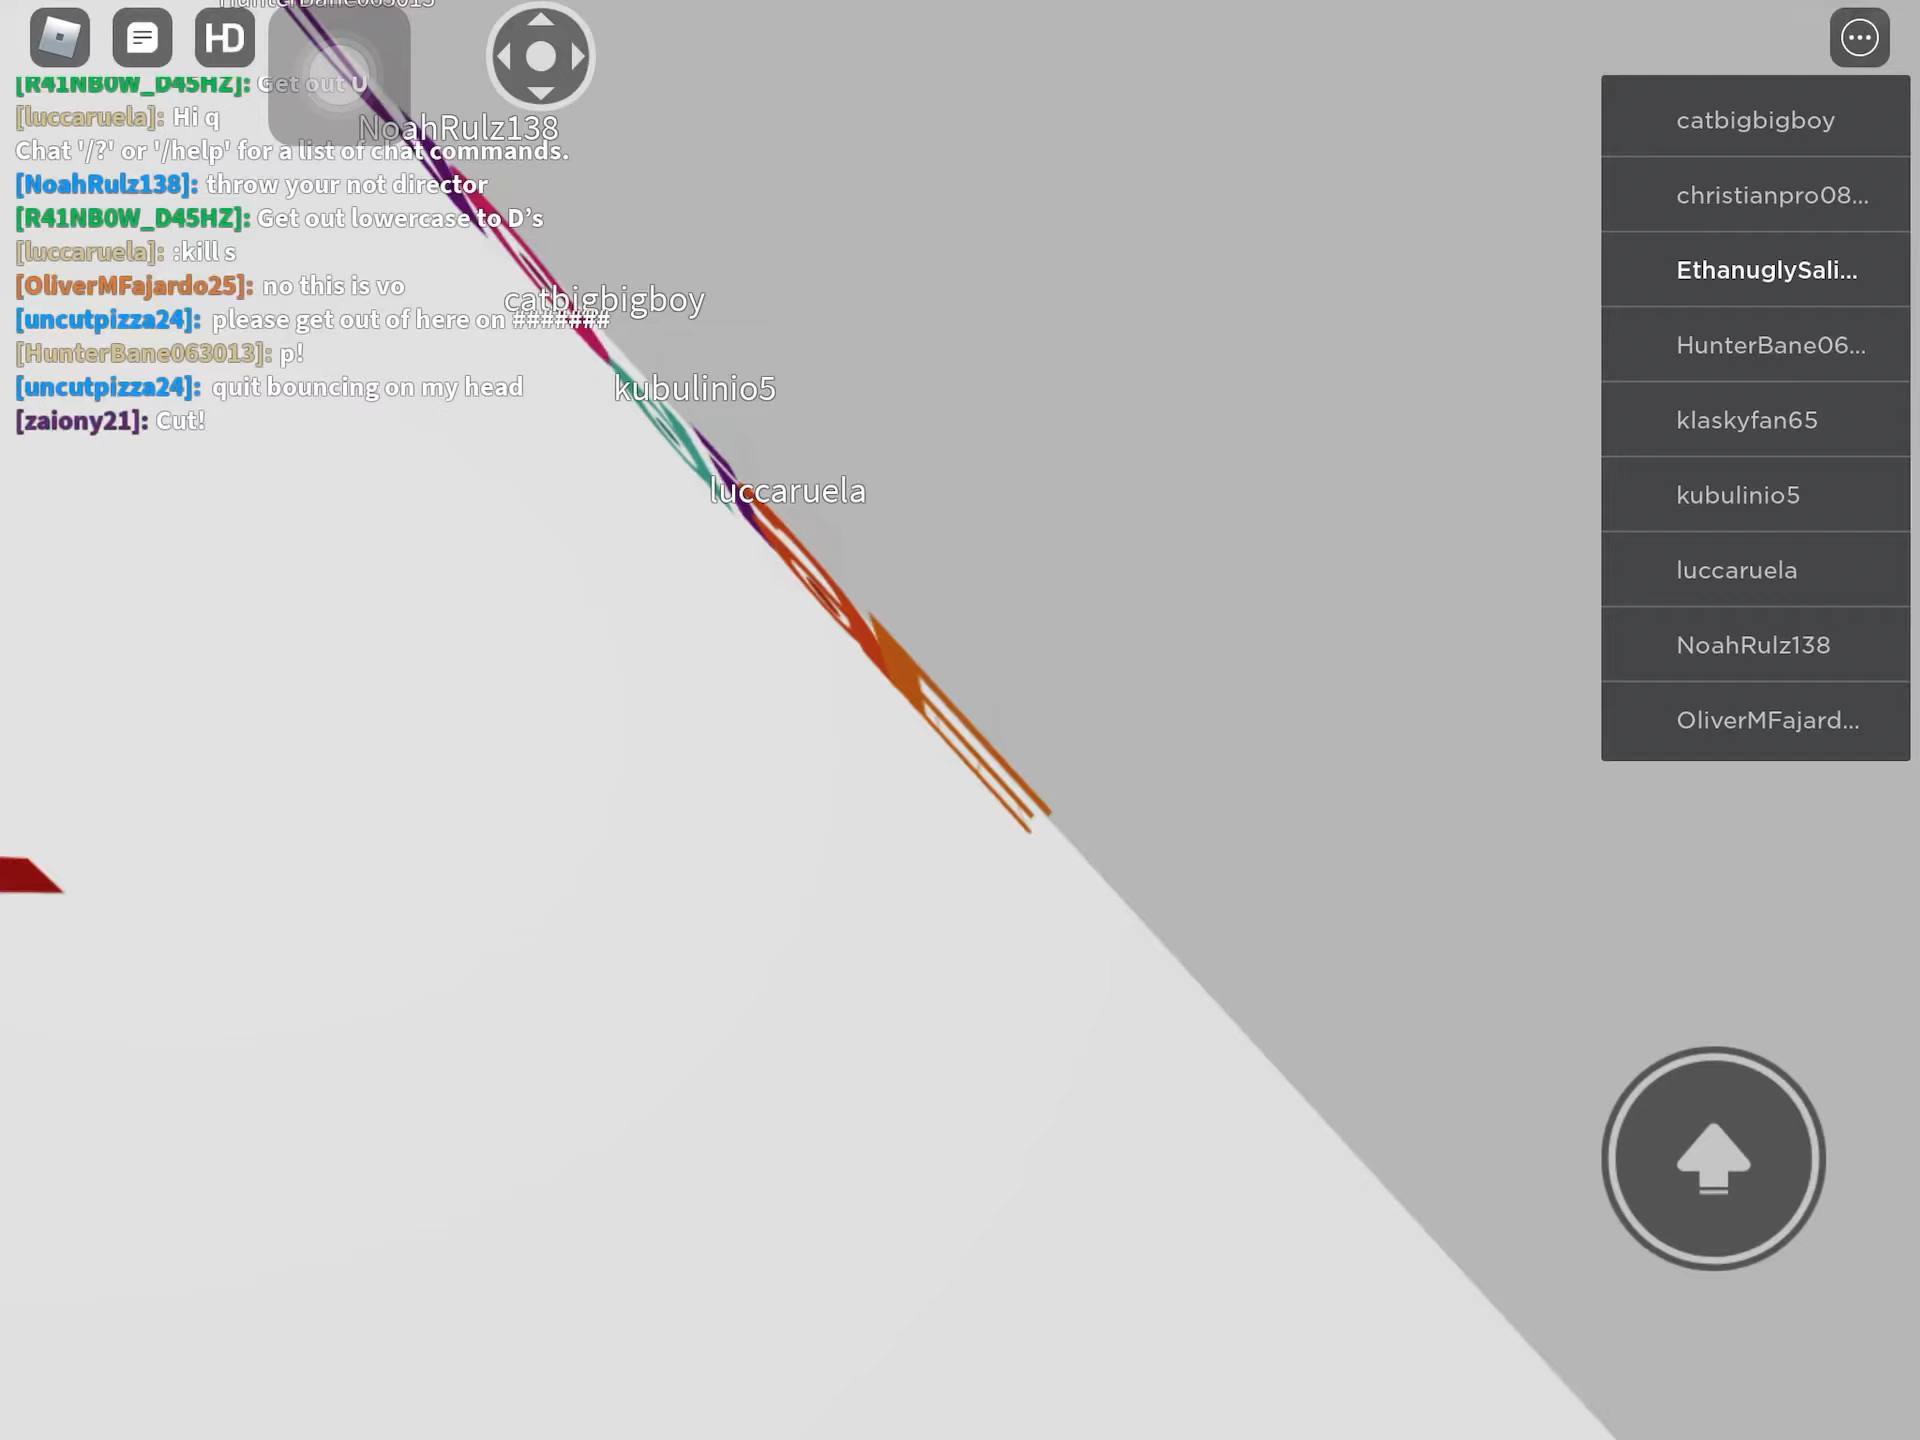 HunterBane063013
HD
[R41NB0W_D45HZ]: Get out U
[luccaruela]: Hi q
NoahRulz138
Chat '/?' or '/help' for a list of chat commands.
[NoahRulz138]: throw your not director
[R41NB0W_D45HZ]: Get out lowercase to D's
[luccaruela]: :kill s
[OliverMFajardo25]: no this is vo
catbigbigboy
[uncutpizza24]: please get out of here on #######
[HunterBane063013]: p!
[uncutpizza24]: quit bouncing on my head
kubulinio5
[zaiony21]: Cut!
luccaruela
catbigbigboy
christianpro08...
EthanuglySali...
HunterBane06...
klaskyfan65
kubulinio5
luccaruela
NoahRulz138
OliverMFajard...